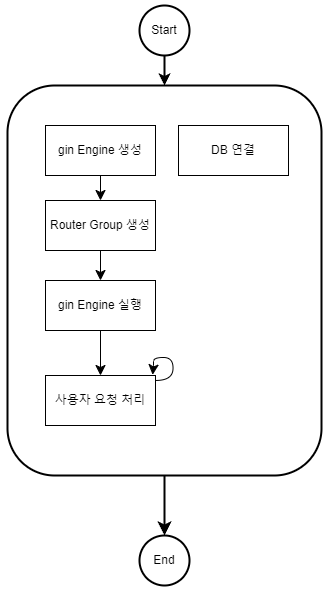 Start
gin Engine 생성
DB 연결
Router Group 생성
gin Engine 실행
사용자 요청 처리
End